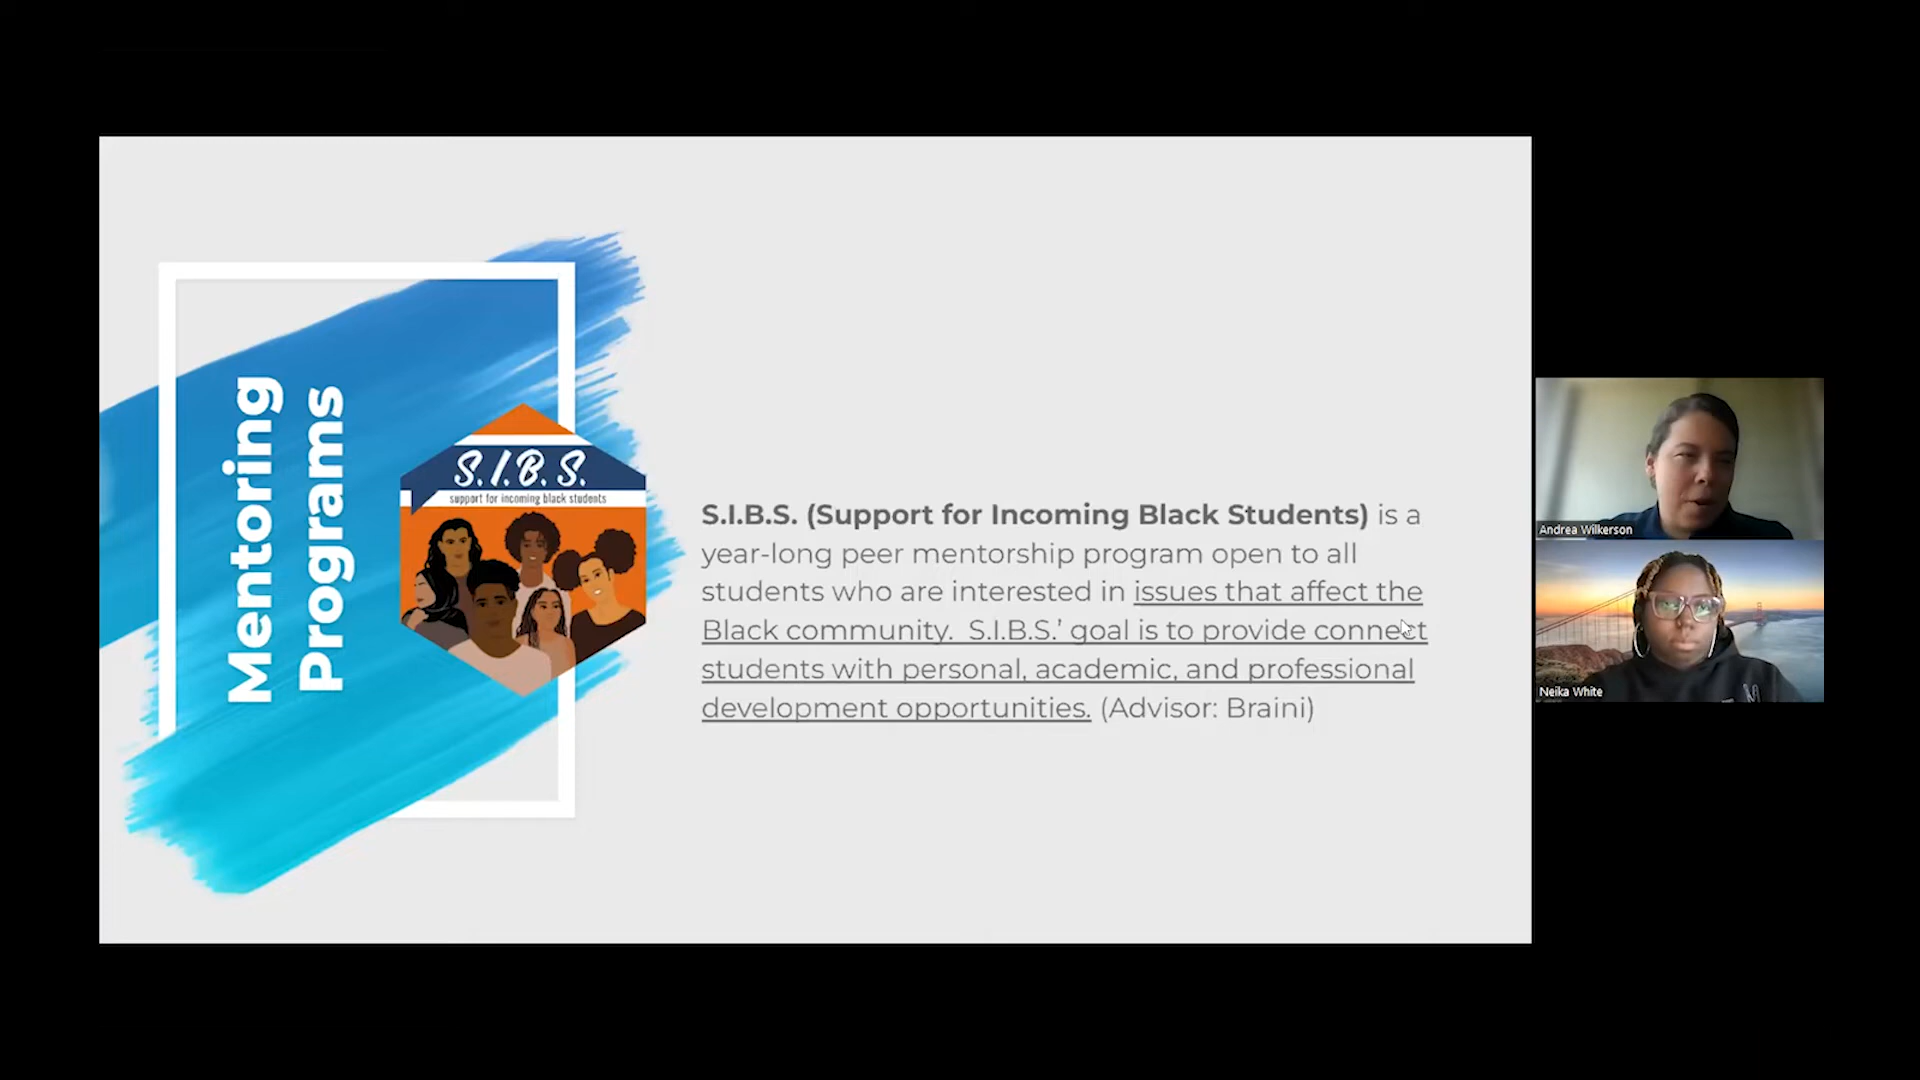 Mentoring
Programs
S.I.B.S.
support for incoming black students
S.I.B.S. (Support for Incoming Black Students) is a
year-long peer mentorship program open to all
students who are interested in issues that affect the
Black community.  S.I.B.S.’ goal is to provide connect
students with personal, academic, and professional
development opportunities. (Advisor: Braini)
Andrea Wilkerson
Neika White